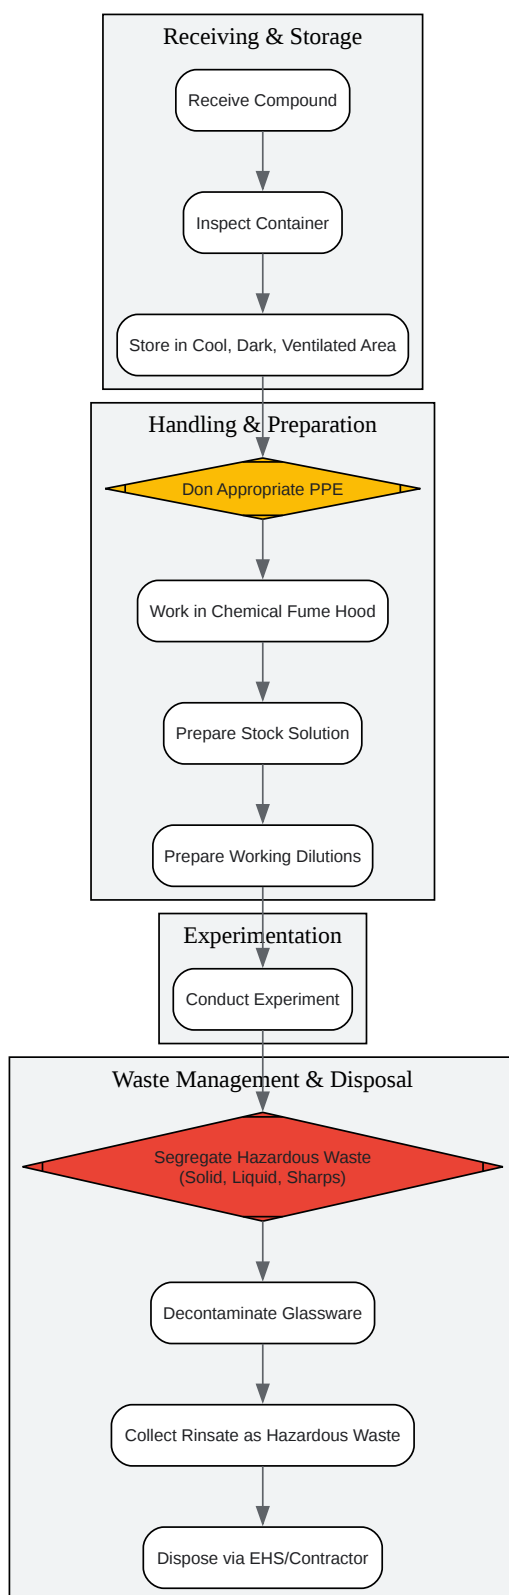 Receiving & Storage
Receive Compound
Inspect Container
Store in Cool, Dark, Ventilated Area
Handling & Preparation
Don Appropriate PPE
Work in Chemical Fume Hood
Prepare Stock Solution
Prepare Working Dilutions
Experimentation
Conduct Experiment
Waste Management & Disposal
Segregate Hazardous Waste
(Solid, Liquid, Sharps)
Decontaminate Glassware
Collect Rinsate as Hazardous Waste
Dispose via EHS/Contractor